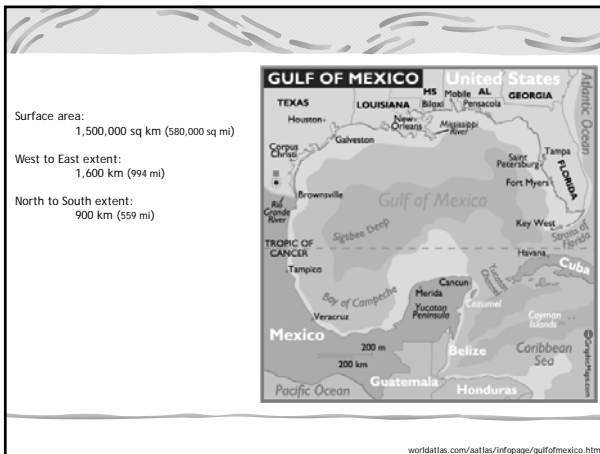 Surface area:
1,500,000 sq km (580,000 sq mi)
West to East extent:
1,600 km (994 mi)
North to South extent:
900 km (559 mi)
GULF OF MEXICO
United States
Atlantic Ocean
TEXAS
LOUISIANA
MS
Mobile
AL
GEORGIA
Biloxi
Pensacola
Houston
New Orleans
Mississippi River
Galveston
Corpus Christi
Saint Petersburg
Tampa
FLORIDA
Fort Myers
Brownsville
Gulf of Mexico
Rio Grande River
Sigsbee Deep
Key West
Straits of Florida
TROPIC OF CANCER
Havana
Cuba
Tampico
Yucatan Channel
Cancun
Bay of Campeche
Merida
Cozumel
Yucatan Peninsula
Cayman Islands
Veracruz
Mexico
200 m
200 km
Belize
Caribbean Sea
Guatemala
Honduras
Pacific Ocean
©GraphicMaps.com
worldatlas.com/aatlas/infopage/gulfofmexico.htm